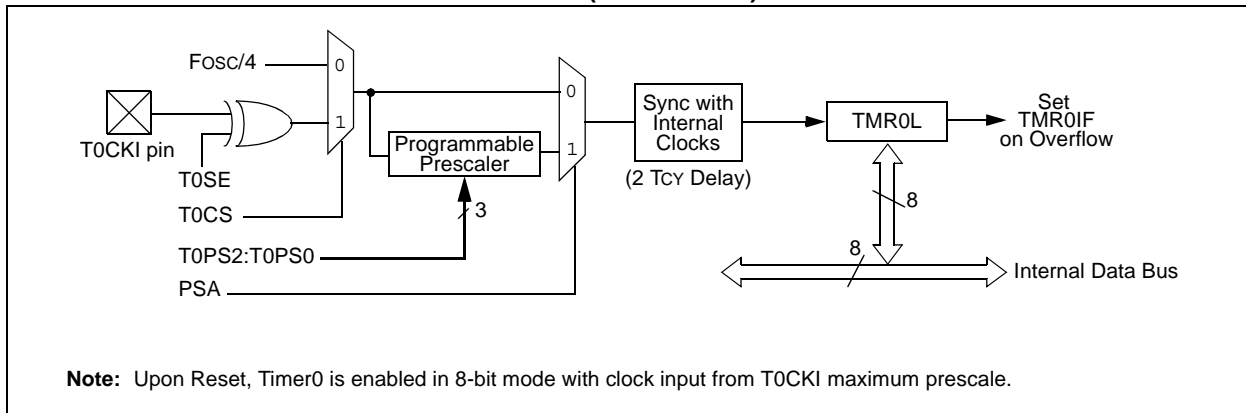 FOSC/4
0
1
T0CKI pin
T0SE
T0CS
T0PS2:T0PS0
PSA
Programmable
Prescaler
3
0
1
Sync with
Internal
Clocks
(2 TCY Delay)
TMR0L
Set
TMR0IF
on Overflow
8
8
Internal Data Bus
Note: Upon Reset, Timer0 is enabled in 8-bit mode with clock input from T0CKI maximum prescale.